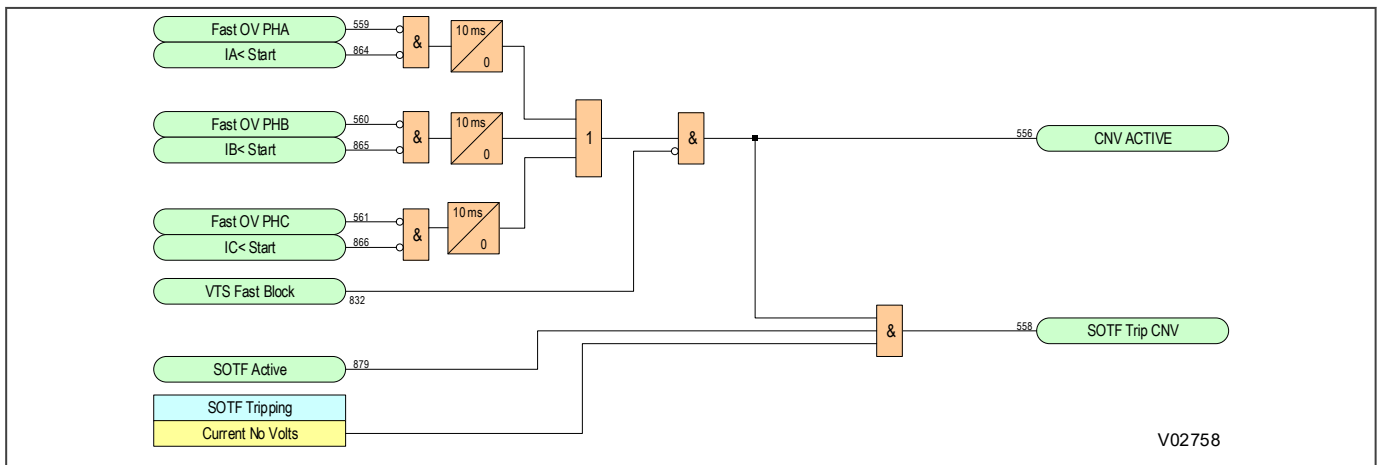 Fast OV PHA 559
IA< Start 864
&
10 ms
0
Fast OV PHB 560
IB< Start 865
&
10 ms
0
1
&
556 CNV ACTIVE
Fast OV PHC 561
IC< Start 866
&
10 ms
0
VTS Fast Block 832
&
558 SOTF Trip CNV
SOTF Active 879
SOTF Tripping
Current No Volts
V02758